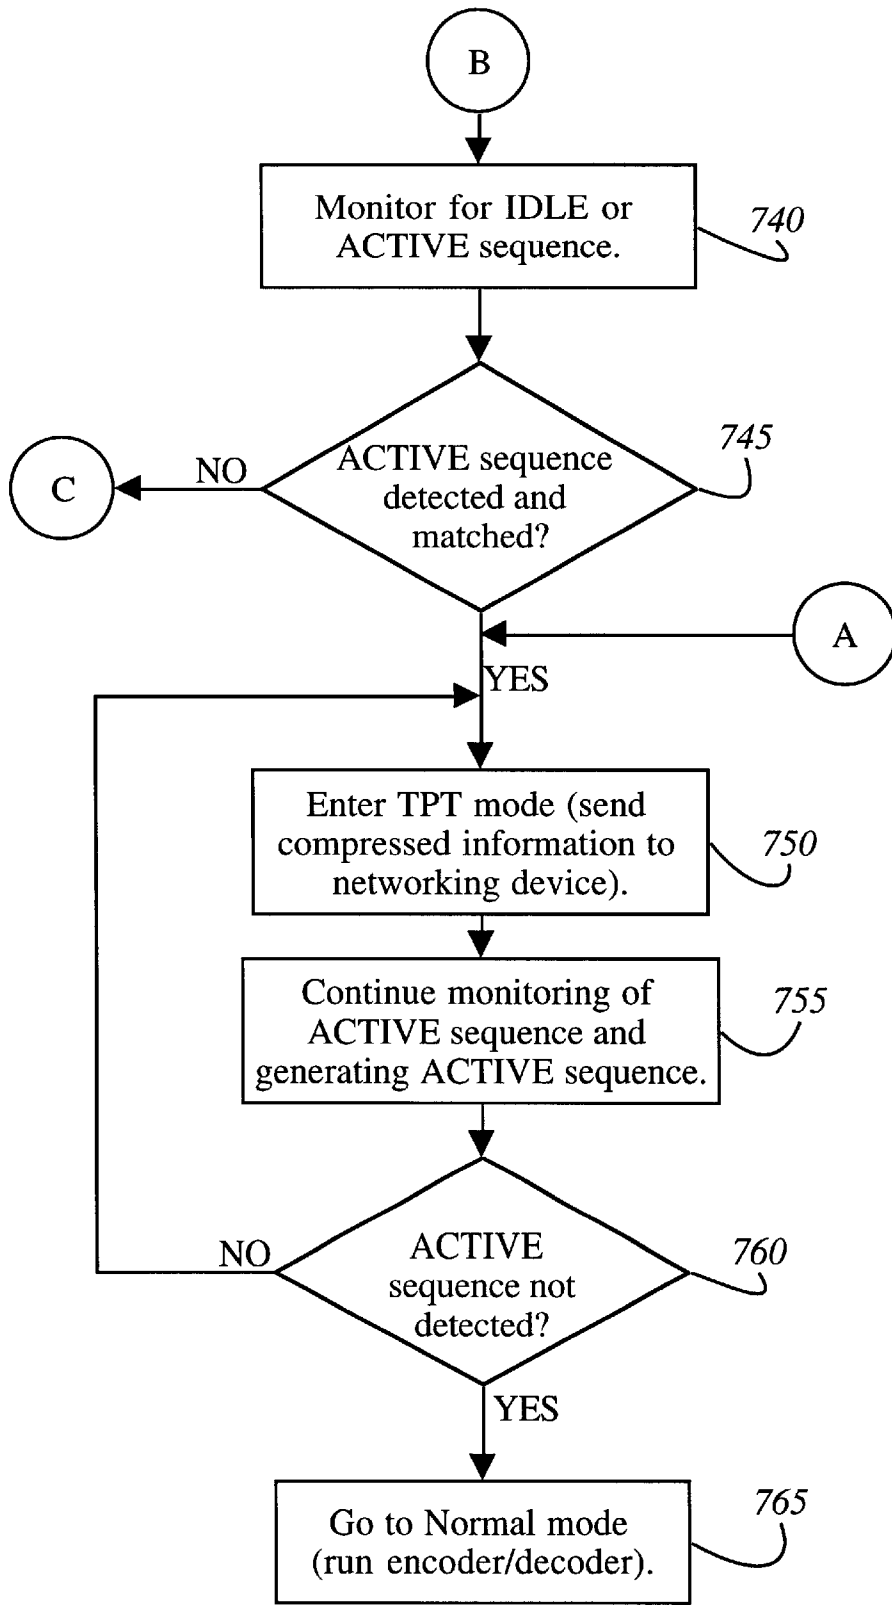 B
Monitor for IDLE or
ACTIVE sequence.
740
ACTIVE sequence
detected and
matched?
745
NO
C
A
YES
Enter TPT mode (send
compressed information to
networking device).
750
Continue monitoring of
ACTIVE sequence and
generating ACTIVE sequence.
755
NO
ACTIVE
sequence not
detected?
760
YES
Go to Normal mode
(run encoder/decoder).
765